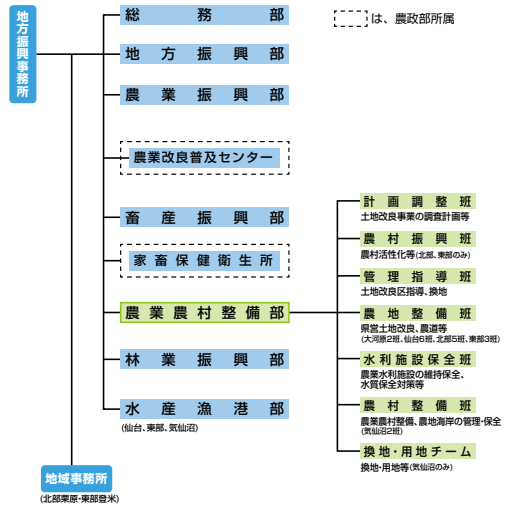 地方振興事務所
総務部
は、農政部所属
地方振興部
農業振興部
農業改良普及センター
畜産振興部
家畜保健衛生所
農業農村整備部
林業振興部
水産漁港部
(仙台、東部、気仙沼)
地域事務所
(北部栗原・東部登米)
計画調整班
土地改良事業の調査計画等
農村振興班
農村活性化等(北部、東部のみ)
管理指導班
土地改良区指導、換地
農地整備班
県営土地改良、農道等
(大河原2班、仙台6班、北部5班、東部3班)
水利施設保全班
農業水利施設の維持保全、
水質保全対策等
農村整備班
農業農村整備、農地海岸の管理・保全
(気仙沼2班)
換地・用地チーム
換地・用地等(気仙沼のみ)